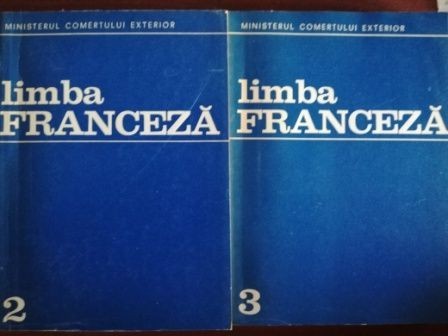 MINISTERUL COMERTULUI EXTERIOR
limba
FRANCEZĂ
2
MINISTERUL COMERTULUI EXTERIOR
limba
FRANCEZĂ
3